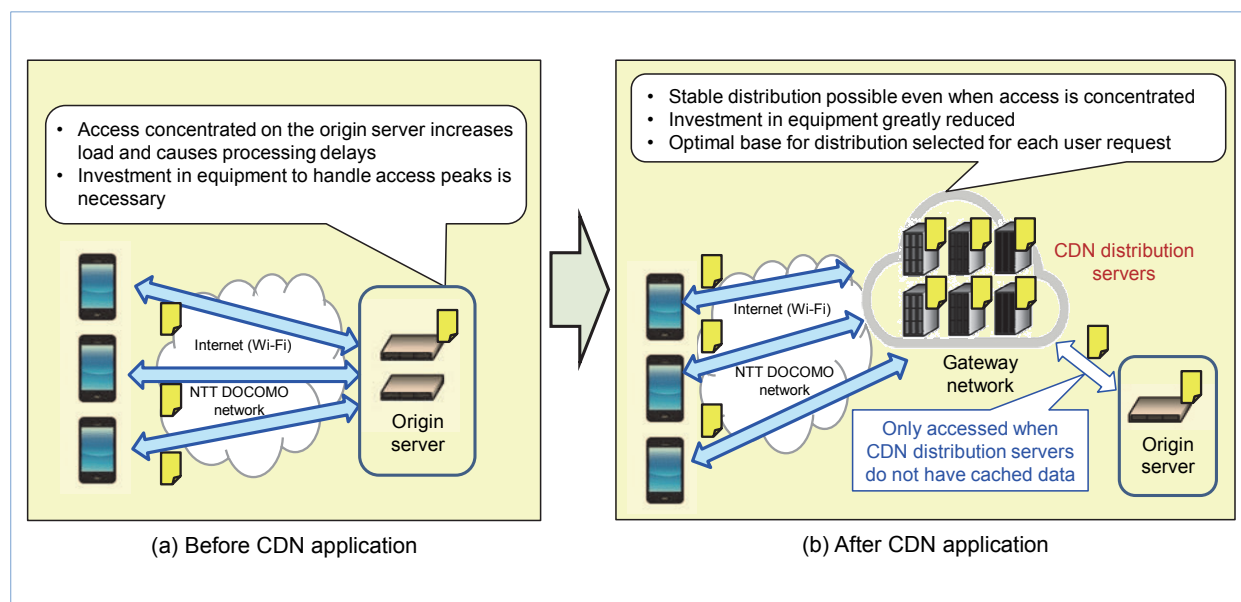 • Access concentrated on the origin server increases
load and causes processing delays
• Investment in equipment to handle access peaks is
necessary
Internet (Wi-Fi)
NTT DOCOMO
network
Origin
server
(a) Before CDN application
• Stable distribution possible even when access is concentrated
• Investment in equipment greatly reduced
• Optimal base for distribution selected for each user request
CDN distribution
servers
Internet (Wi-Fi)
NTT DOCOMO
network
Gateway
network
Only accessed when
CDN distribution servers
do not have cached data
Origin
server
(b) After CDN application